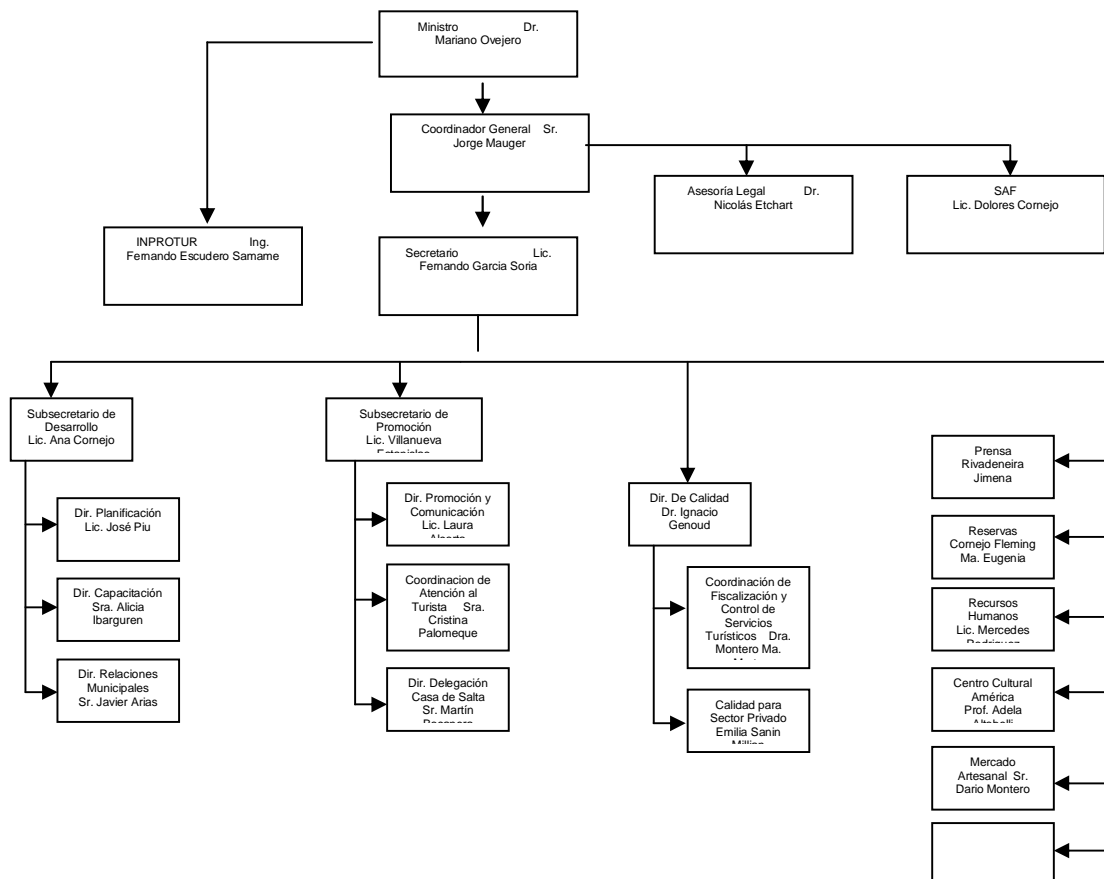 Ministro Dr.
Mariano Ovejero
Coordinador General Sr.
Jorge Mauger
Asesoría Legal Dr.
Nicolás Etchart
SAF
Lic. Dolores Cornejo
INPROTUR Ing.
Fernando Escudero Samame
Secretario Lic.
Fernando Garcia Soria
Subsecretario de
Desarrollo
Lic. Ana Cornejo
Dir. Planificación
Lic. José Piu
Dir. Capacitación
Sra. Alicia
Ibarguren
Dir. Relaciones
Municipales
Sr. Javier Arias
Subsecretario de
Promoción
Lic. Villanueva
Dir. Promoción y
Comunicación
Lic. Laura
Coordinacion de
Atención al
Turista Sra.
Cristina
Palomeque
Dir. Delegación
Casa de Salta
Sr. Martín
Dir. De Calidad
Dr. Ignacio
Genoud
Coordinación de
Fiscalización y
Control de
Servicios
Turísticos Dra.
Montero Ma.
Calidad para
Sector Privado
Emilia Sanin
Prensa
Rivadeneira
Jimena
Reservas
Cornejo Fleming
Ma. Eugenia
Recursos
Humanos
Lic. Mercedes
Centro Cultural
América
Prof. Adela
Mercado
Artesanal Sr.
Dario Montero